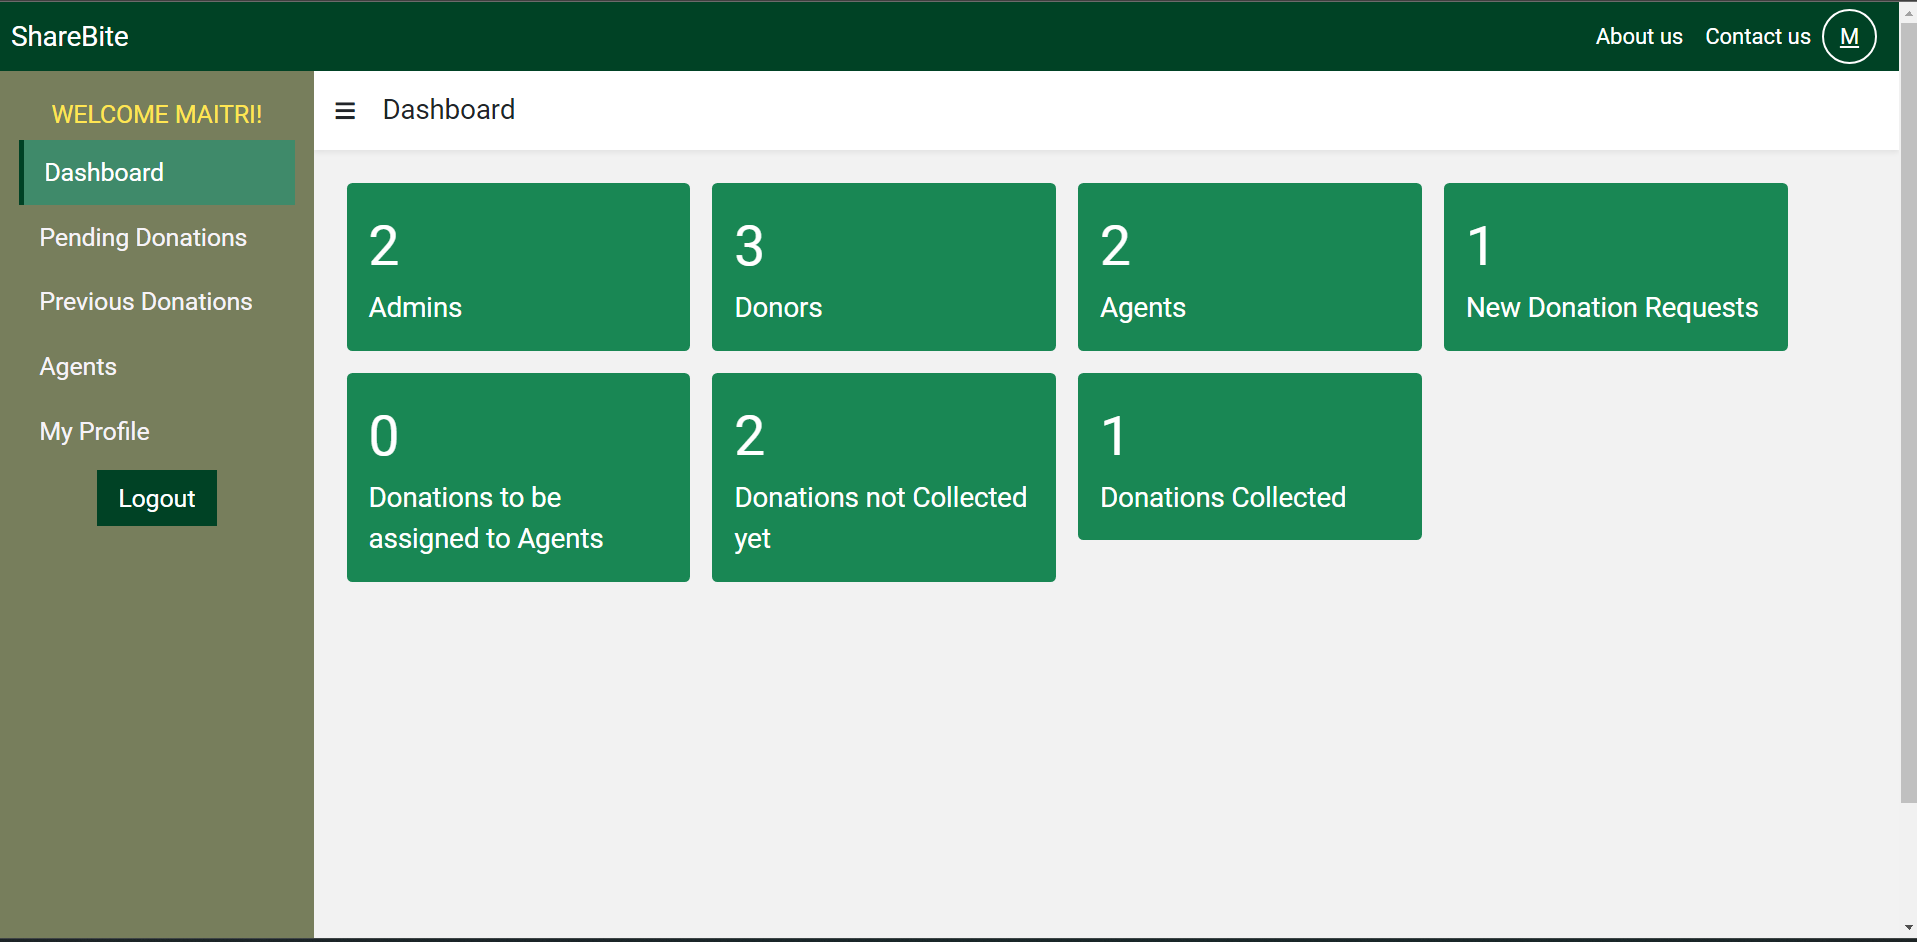 ShareBite
About us
Contact us
M
WELCOME MAITRI!
Dashboard
Pending Donations
Previous Donations
Agents
My Profile
Logout
Dashboard
2
Admins
3
Donors
2
Agents
1
New Donation Requests
0
Donations to be
assigned to Agents
2
Donations not Collected
yet
1
Donations Collected